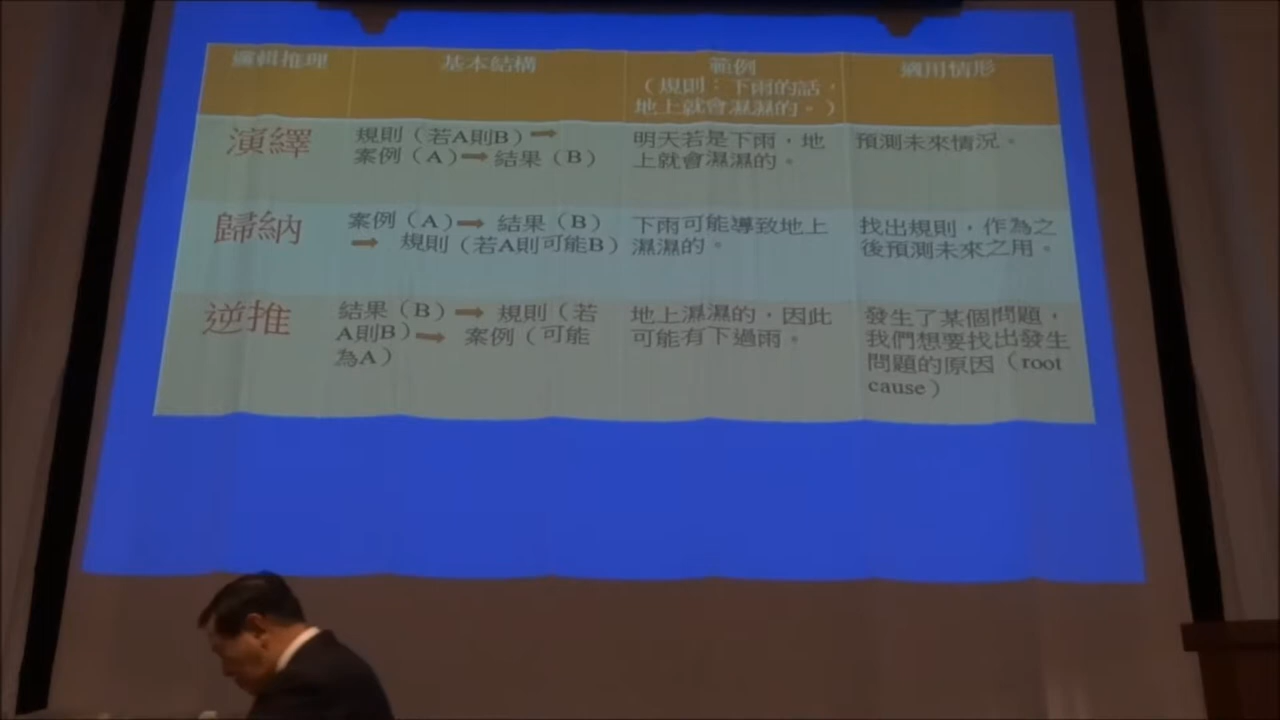 邏輯推理
基本結構
範例
（規則：下雨的話，
地上就會濕濕的。）
適用情形
演繹
規則（若A則B）➡
案例（A）➡ 結果（B）
明天若是下雨，地
上就會濕濕的。
預測未來情況。
歸納
案例（A）➡ 結果（B）
➡ 規則（若A則可能B）
下雨可能導致地上
濕濕的。
找出規則，作為之
後預測未來之用。
逆推
結果（B）➡ 規則（若
A則B）➡ 案例（可能
為A）
地上濕濕的，因此
可能有下過雨。
發生了某個問題，
我們想要找出發生
問題的原因（root
cause）